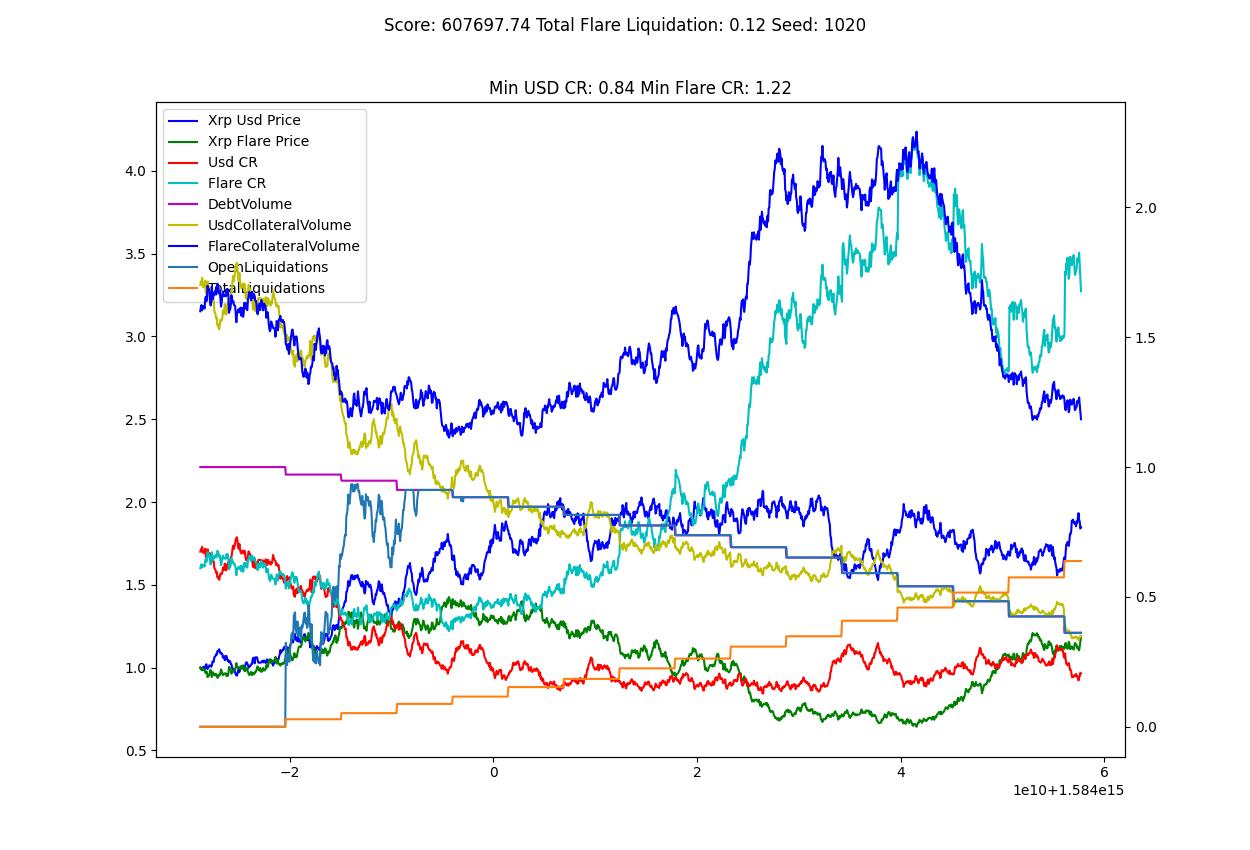 Score: 607697.74 Total Flare Liquidation: 0.12 Seed: 1020
Min USD CR: 0.84 Min Flare CR: 1.22
Xrp Usd Price
Xrp Flare Price
Usd CR
Flare CR
DebtVolume
UsdCollateralVolume
FlareCollateralVolume
OpenLiquidations
TotalLiquidations
4.0
3.5
3.0
2.5
2.0
1.5
1.0
0.5
2.0
1.5
1.0
0.5
0.0
−2
0
2
4
6
1e10+1.584e15